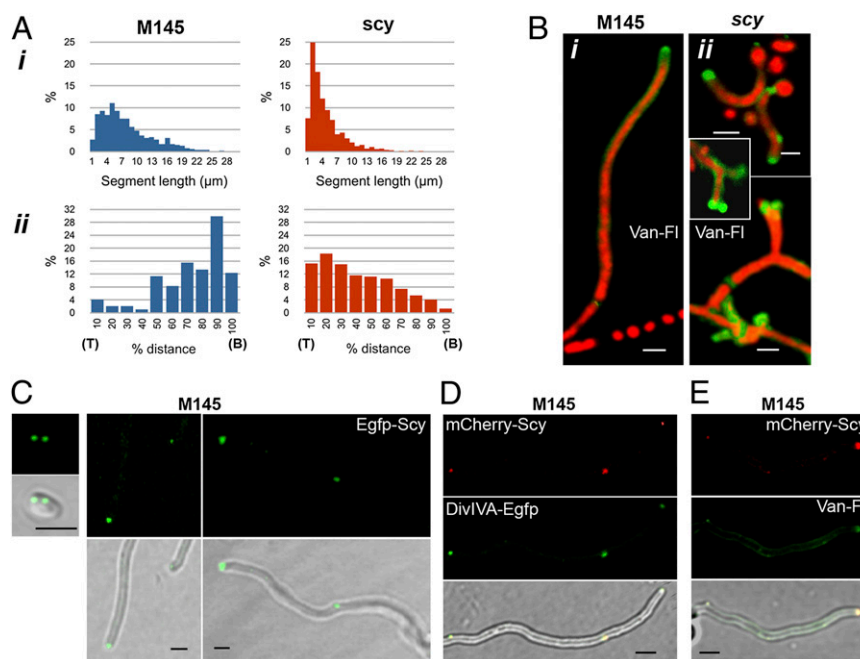 A
M145
scy
i
%
25
20
15
10
5
0
1 4 7 10 13 16 19 22 25 28
Segment length (µm)
%
25
20
15
10
5
0
1 4 7 10 13 16 19 22 25 28
Segment length (µm)
ii
%
32
28
24
20
16
12
8
4
0
10 20 30 40 50 60 70 80 90 100
(T) % distance (B)
%
32
28
24
20
16
12
8
4
0
10 20 30 40 50 60 70 80 90 100
(T) % distance (B)
B
M145
scy
i
ii
Van-Fl
Van-Fl
C
M145
Egfp-Scy
D
M145
mCherry-Scy
DivIVA-Egfp
E
M145
mCherry-Scy
Van-F